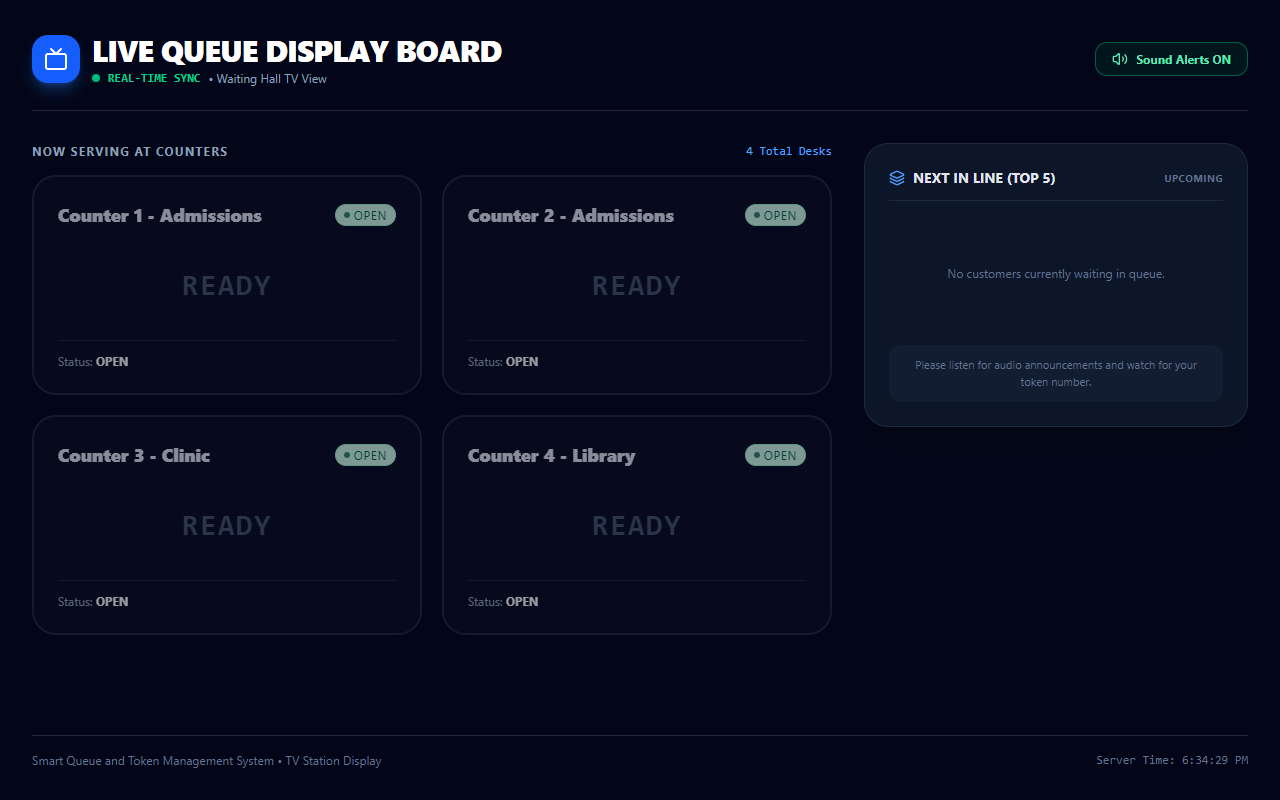 LIVE QUEUE DISPLAY BOARD
REAL-TIME SYNC • Waiting Hall TV View
Sound Alerts ON
NOW SERVING AT COUNTERS
4 Total Desks
Counter 1 - Admissions
OPEN
READY
Status: OPEN
Counter 2 - Admissions
OPEN
READY
Status: OPEN
Counter 3 - Clinic
OPEN
READY
Status: OPEN
Counter 4 - Library
OPEN
READY
Status: OPEN
NEXT IN LINE (TOP 5)
UPCOMING
No customers currently waiting in queue.
Please listen for audio announcements and watch for your
token number.
Smart Queue and Token Management System • TV Station Display
Server Time: 6:34:29 PM